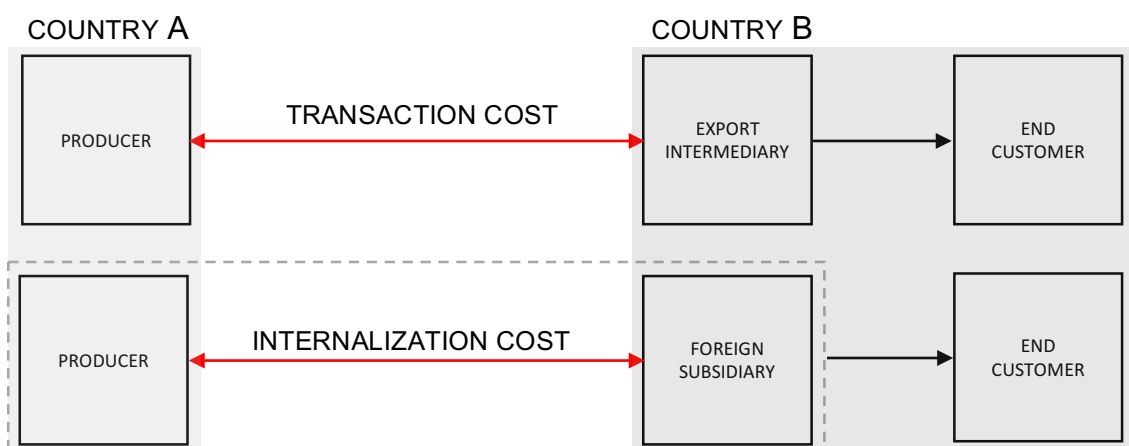 COUNTRY A
COUNTRY B
PRODUCER
TRANSACTION COST
EXPORT
INTERMEDIARY
END
CUSTOMER
PRODUCER
INTERNALIZATION COST
FOREIGN
SUBSIDIARY
END
CUSTOMER